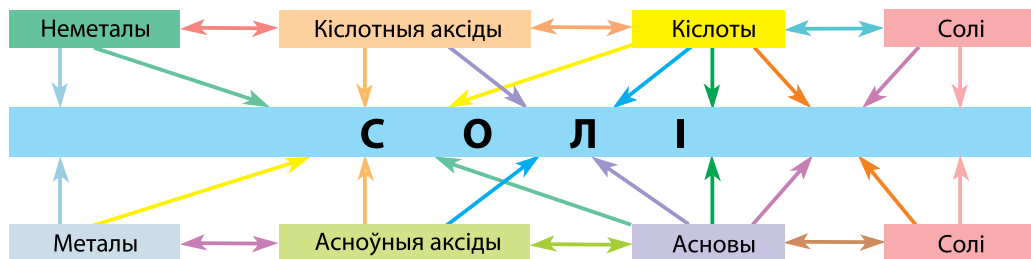 Неметалы Кіслотныя аксіды Кіслоты Солі
С О Л І
Металы Асноўныя аксіды Асновы Солі